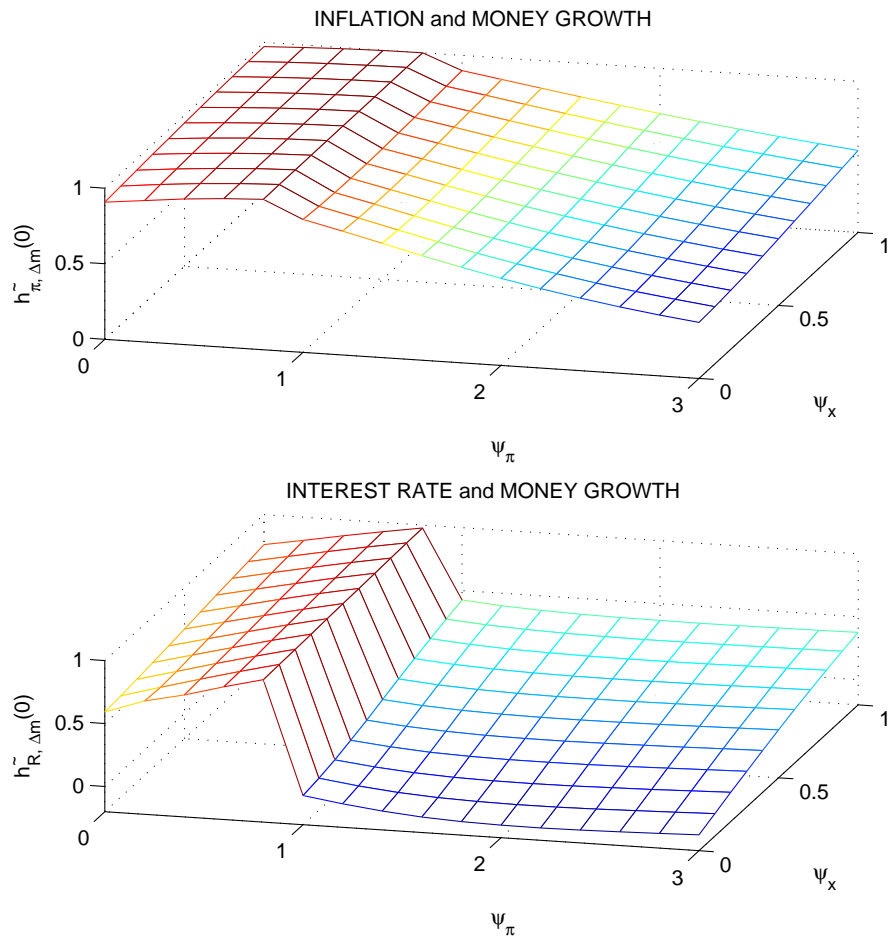 INFLATION and MONEY GROWTH
1
0.5
0
h~π, Δm(0)
0
1
2
3
ψπ
0
0.5
1
ψx
INTEREST RATE and MONEY GROWTH
1
0.5
0
h~R, Δm(0)
0
1
2
3
ψπ
0
0.5
1
ψx